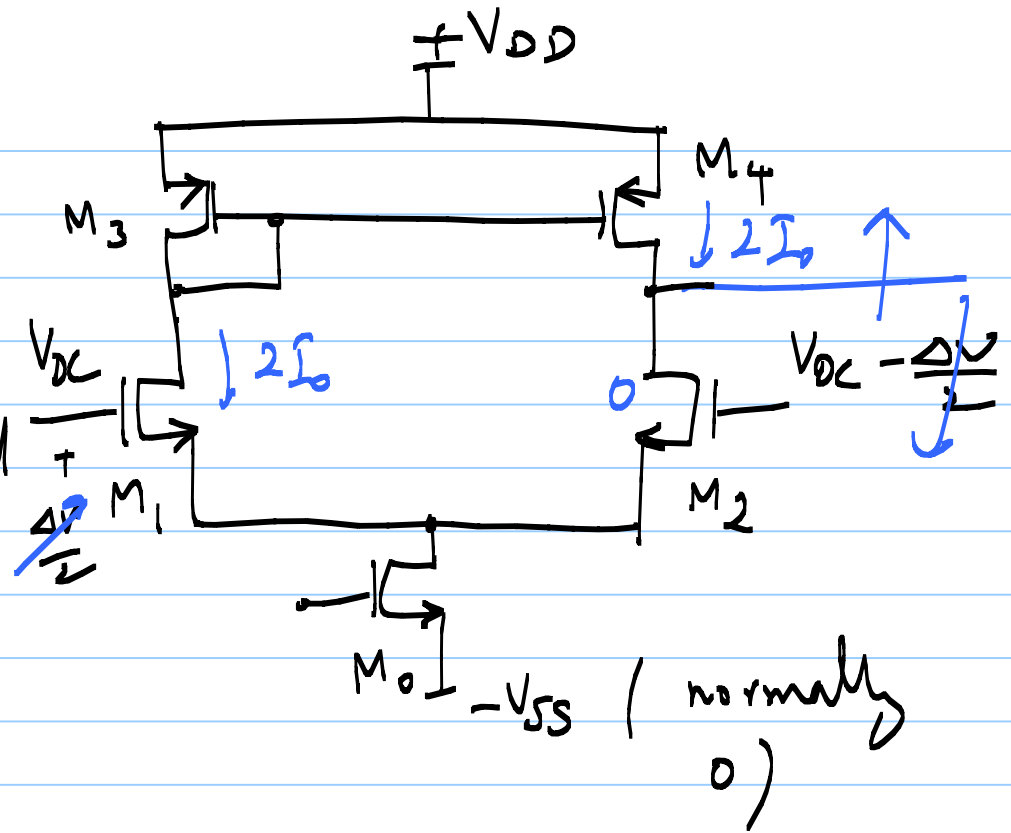 +VDD
M3
M4
2I0
VDC
+
ΔV/2
2I0
0
VDC - ΔV/2
M1
M2
M0
-VSS (normally
0)